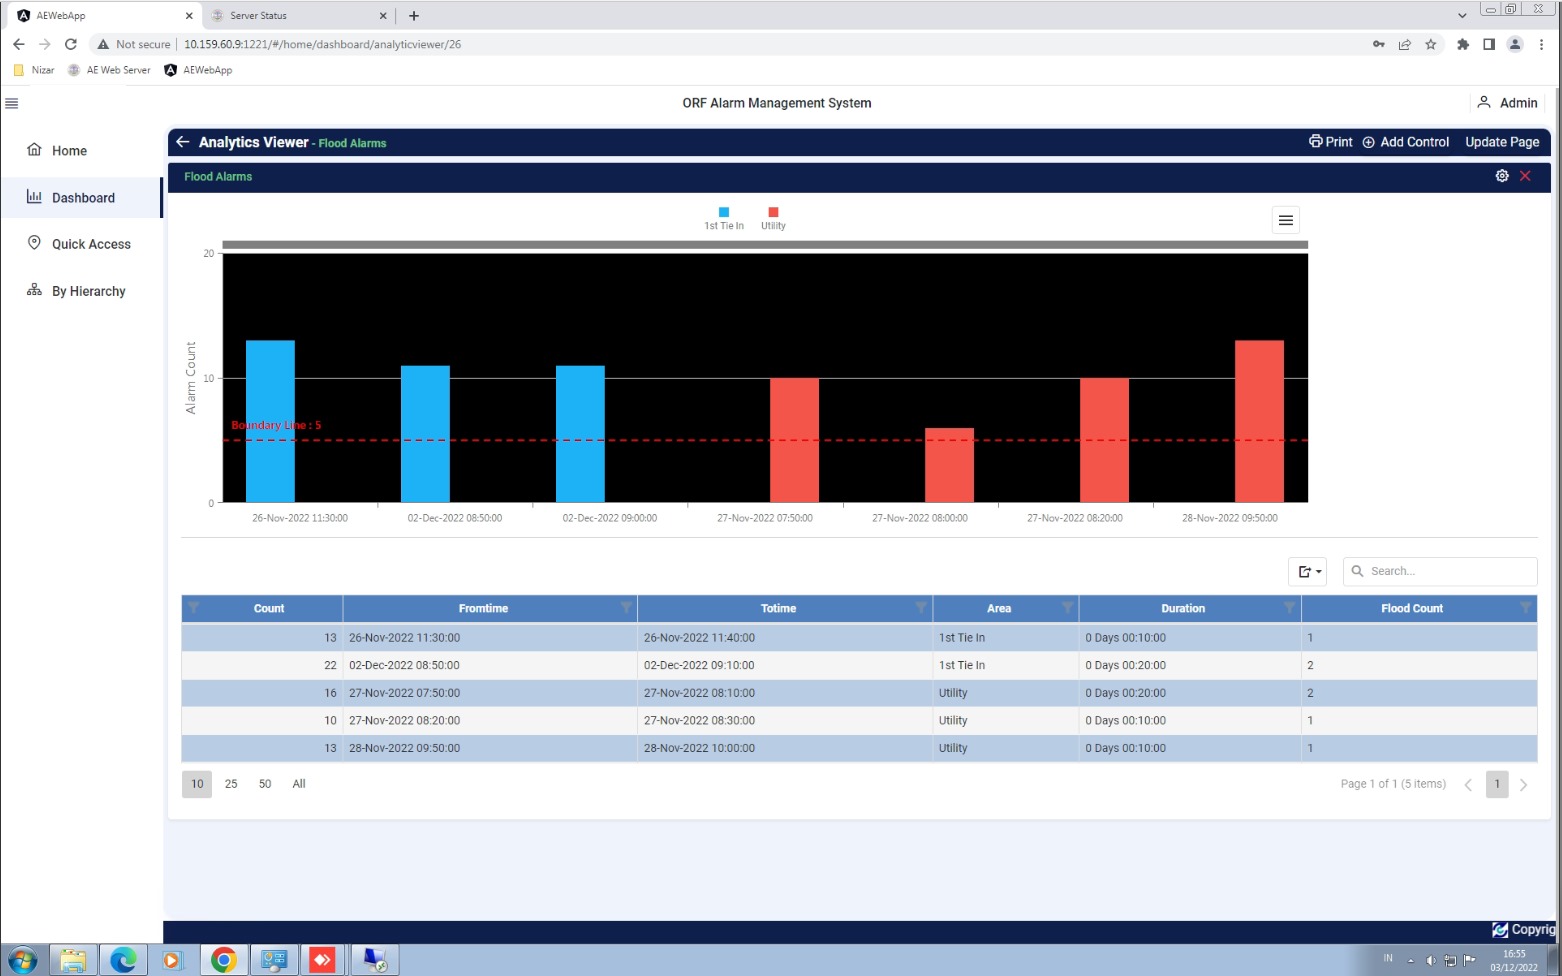 AEWebApp
Server Status
Not secure
10.159.60.9:1221/#/home/dashboard/analyticviewer/26
Nizar
AE Web Server
AEWebApp
ORF Alarm Management System
Admin
Home
Dashboard
Quick Access
By Hierarchy
Analytics Viewer - Flood Alarms
Print
Add Control
Update Page
Flood Alarms
1st Tie In
Utility
Alarm Count
20
10
0
Boundary Line : 5
26-Nov-2022 11:30:00
02-Dec-2022 08:50:00
02-Dec-2022 09:00:00
27-Nov-2022 07:50:00
27-Nov-2022 08:00:00
27-Nov-2022 08:20:00
28-Nov-2022 09:50:00
Search...
Count Fromtime Totime Area Duration Flood Count
13 26-Nov-2022 11:30:00 26-Nov-2022 11:40:00 1st Tie In 0 Days 00:10:00 1
22 02-Dec-2022 08:50:00 02-Dec-2022 09:10:00 1st Tie In 0 Days 00:20:00 2
16 27-Nov-2022 07:50:00 27-Nov-2022 08:10:00 Utility 0 Days 00:20:00 2
10 27-Nov-2022 08:20:00 27-Nov-2022 08:30:00 Utility 0 Days 00:10:00 1
13 28-Nov-2022 09:50:00 28-Nov-2022 10:00:00 Utility 0 Days 00:10:00 1
10 25 50 All
Page 1 of 1 (5 items) 1
Copyrig
IN
16:55
03/12/2022